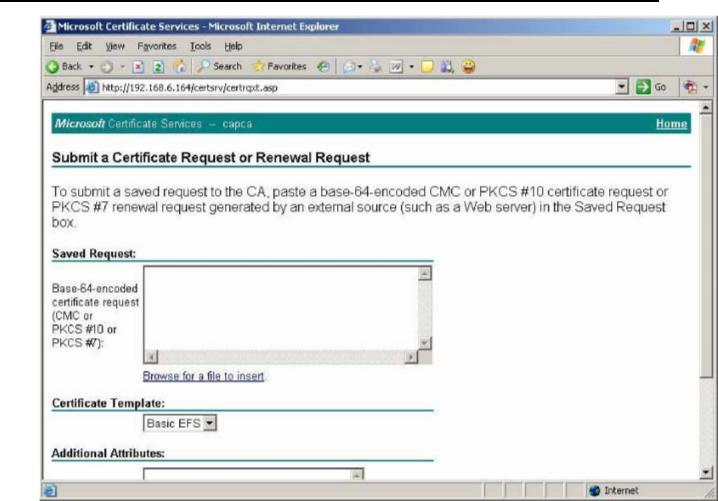 Microsoft Certificate Services - Microsoft Internet Explorer
File Edit View Favorites Tools Help
Back Search Favorites
Address http://192.168.6.164/certsrv/certrqxt.asp Go
Microsoft Certificate Services -- capca Home
Submit a Certificate Request or Renewal Request
To submit a saved request to the CA, paste a base-64-encoded CMC or PKCS #10 certificate request or
PKCS #7 renewal request generated by an external source (such as a Web server) in the Saved Request
box.
Saved Request:
Base-64-encoded
certificate request
(CMC or
PKCS #10 or
PKCS #7):
Browse for a file to insert.
Certificate Template:
Basic EFS
Additional Attributes:
Internet